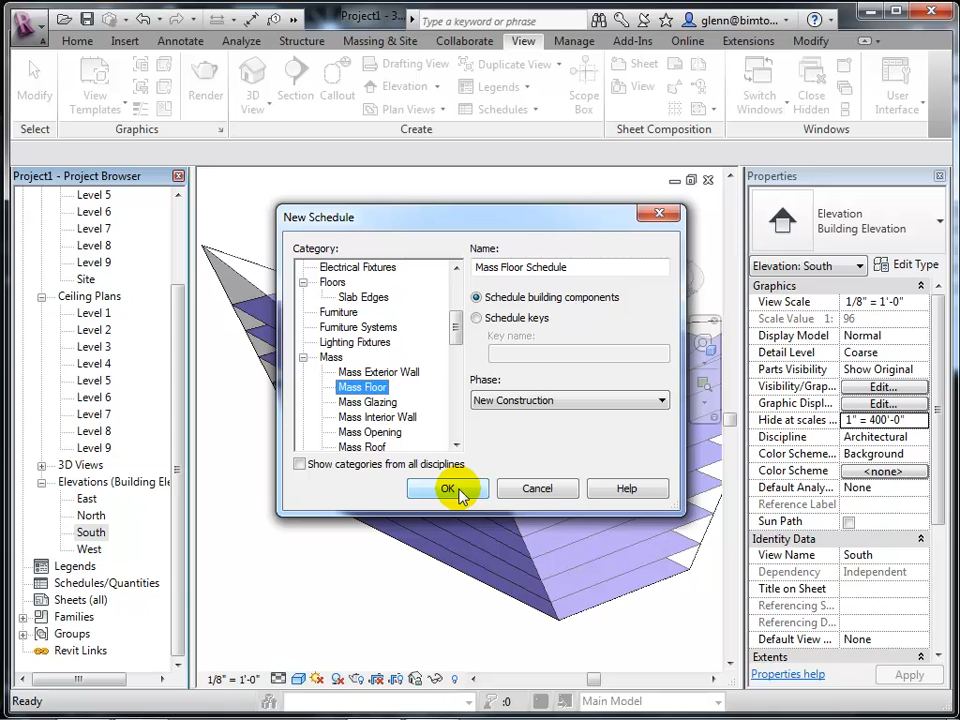 Project1 - 3...
Type a keyword or phrase
glenn@bimto...
Home Insert Annotate Analyze Structure Massing & Site Collaborate View Manage Add-Ins Online Extensions Modify
Modify
View Templates
Render
3D View
Section
Callout
Drafting View
Elevation
Plan Views
Duplicate View
Legends
Schedules
Scope Box
Sheet
View
Switch Windows
Close Hidden
User Interface
Select Graphics Create Sheet Composition Windows
Project1 - Project Browser
Level 5
Level 6
Level 7
Level 8
Level 9
Site
Ceiling Plans
Level 1
Level 2
Level 3
Level 4
Level 5
Level 6
Level 7
Level 8
Level 9
3D Views
Elevations (Building Ele
East
North
South
West
Legends
Schedules/Quantities
Sheets (all)
Families
Groups
Revit Links
New Schedule
Category:
Electrical Fixtures
Floors
Slab Edges
Furniture
Furniture Systems
Lighting Fixtures
Mass
Mass Exterior Wall
Mass Floor
Mass Glazing
Mass Interior Wall
Mass Opening
Mass Roof
Show categories from all disciplines
Name:
Mass Floor Schedule
Schedule building components
Schedule keys
Key name:
Phase:
New Construction
OK Cancel Help
Properties
Elevation
Building Elevation
Elevation: South Edit Type
Graphics
View Scale 1/8" = 1'-0"
Scale Value 1: 96
Display Model Normal
Detail Level Coarse
Parts Visibility Show Original
Visibility/Grap... Edit...
Graphic Displ... Edit...
Hide at scales ... 1" = 400'-0"
Discipline Architectural
Color Scheme... Background
Color Scheme <none>
Default Analy... None
Reference Label
Sun Path
Identity Data
View Name South
Dependency Independent
Title on Sheet
Referencing S...
Referencing D...
Default View ... None
Extents
Properties help Apply
1/8" = 1'-0"
Ready :0 Main Model